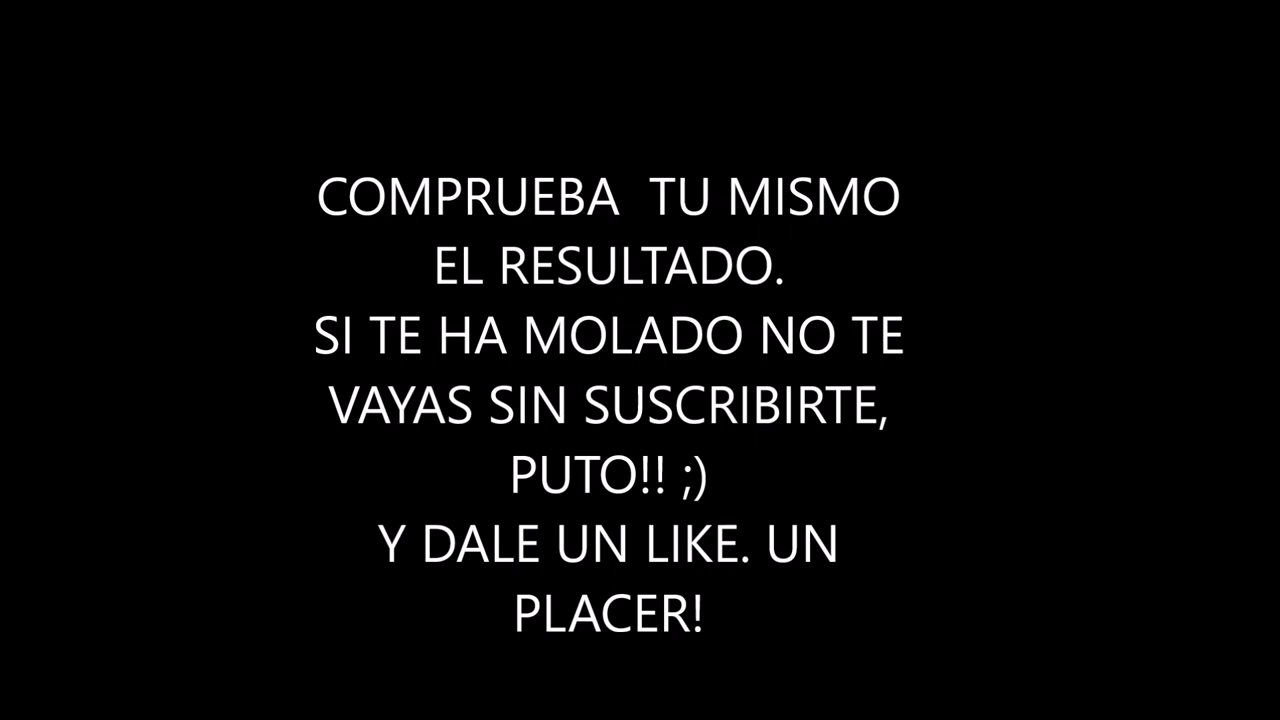 COMPRUEBA  TU MISMO
EL RESULTADO.
SI TE HA MOLADO NO TE
VAYAS SIN SUSCRIBIRTE,
PUTO!! ;)
Y DALE UN LIKE. UN
PLACER!